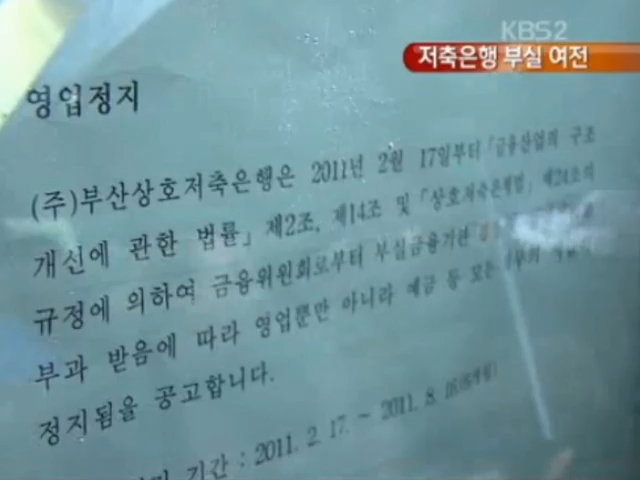 KBS2
저축은행 부실 여전
영업정지
(주)부산상호저축은행은 2011년 2월 17일부터 「금융산업의 구조
개선에 관한 법률」 제2조, 제14조 및 「상호저축은행법」 제24조의
규정에 의하여 금융위원회로부터 부실금융기관
부과 받음에 따라 영업뿐만 아니라 예금 등 모든
정지됨을 공고합니다.
기간 : 2011. 2. 17. ~ 2011. 8. 16.(6개월)